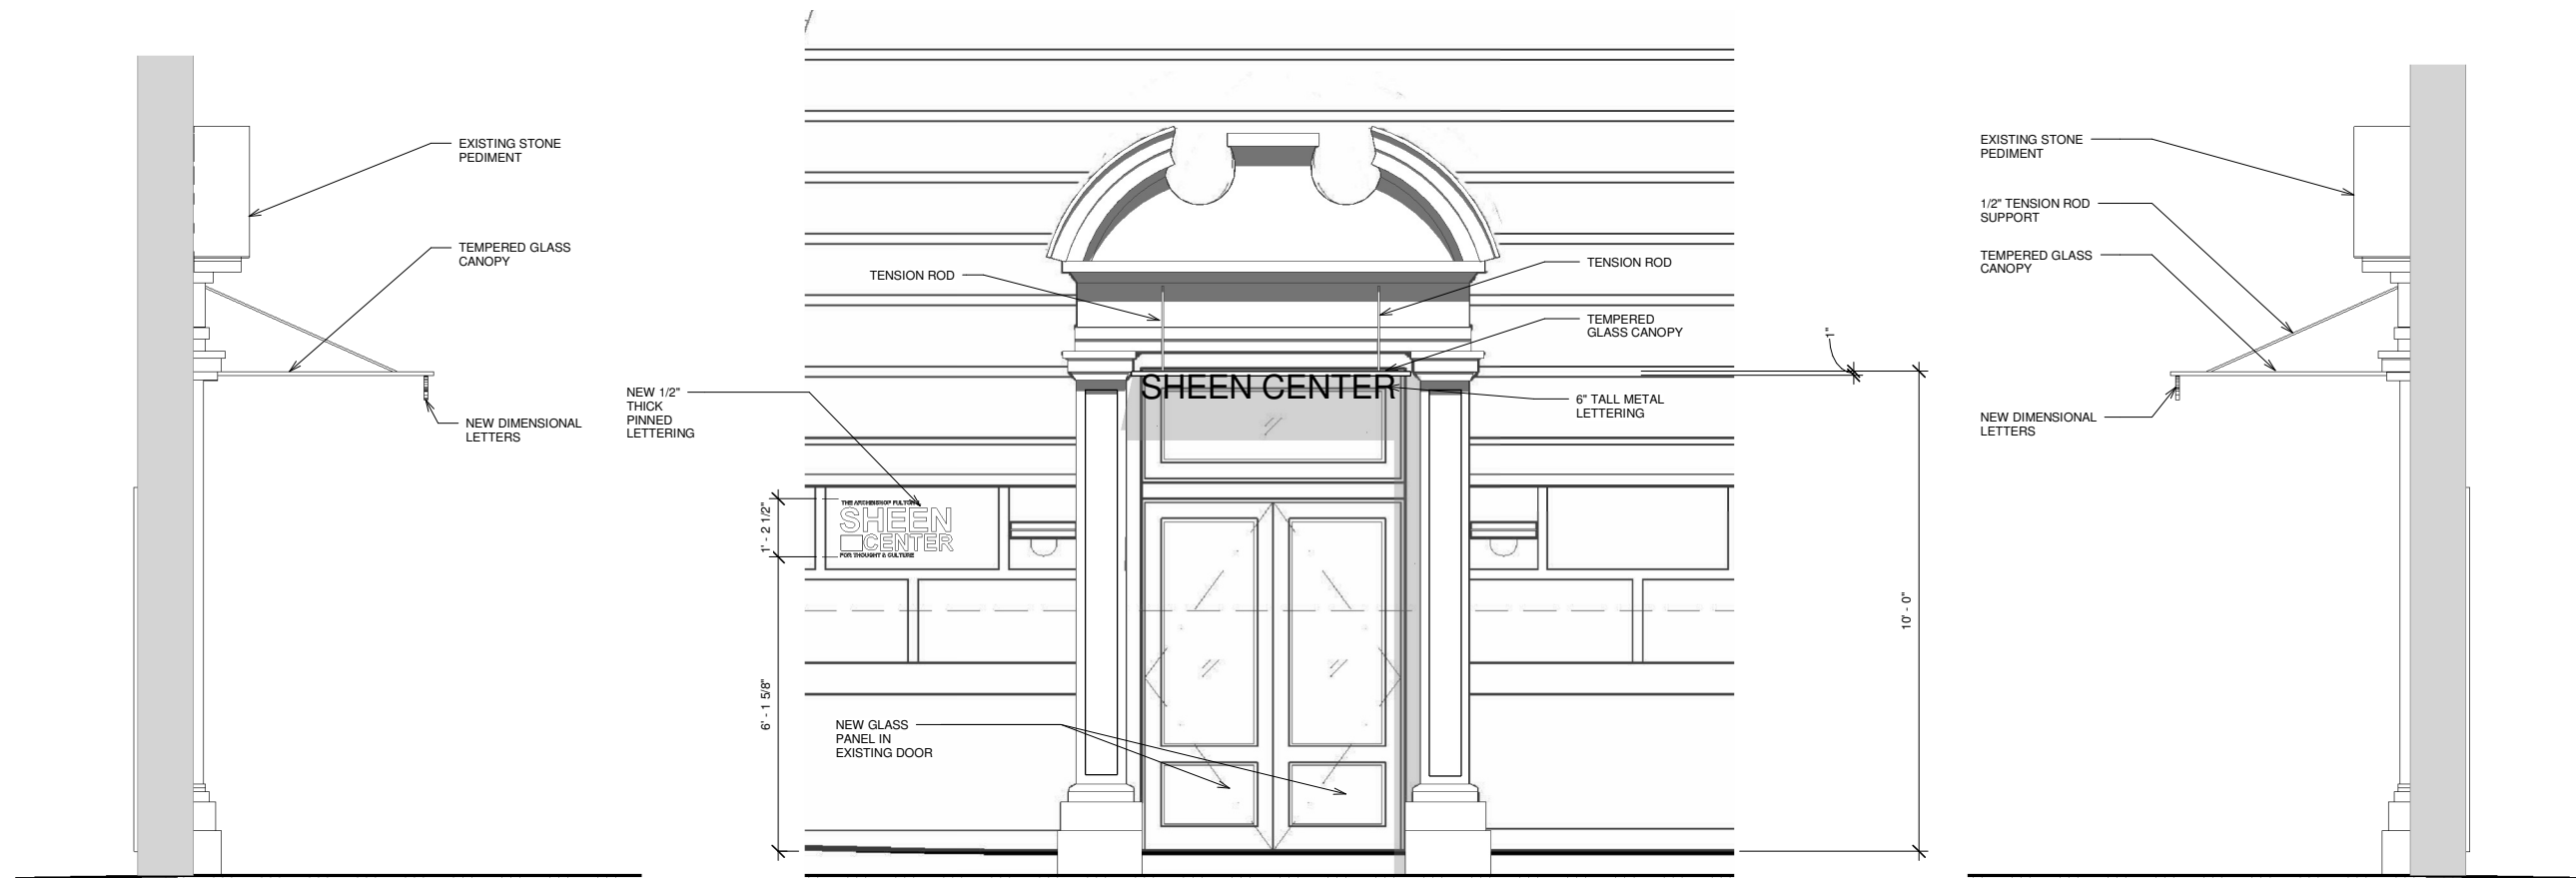 EXISTING STONE
PEDIMENT
TEMPERED GLASS
CANOPY
NEW DIMENSIONAL
LETTERS
NEW 1/2"
THICK
PINNED
LETTERING
1' - 2 1/2"
6' - 1 5/8"
THE ARCHBISHOP FULTON J.
SHEEN
CENTER
FOR THOUGHT & CULTURE
NEW GLASS
PANEL IN
EXISTING DOOR
TENSION ROD
SHEEN CENTER
TENSION ROD
TEMPERED
GLASS CANOPY
6" TALL METAL
LETTERING
1"
10' - 0"
EXISTING STONE
PEDIMENT
1/2" TENSION ROD
SUPPORT
TEMPERED GLASS
CANOPY
NEW DIMENSIONAL
LETTERS